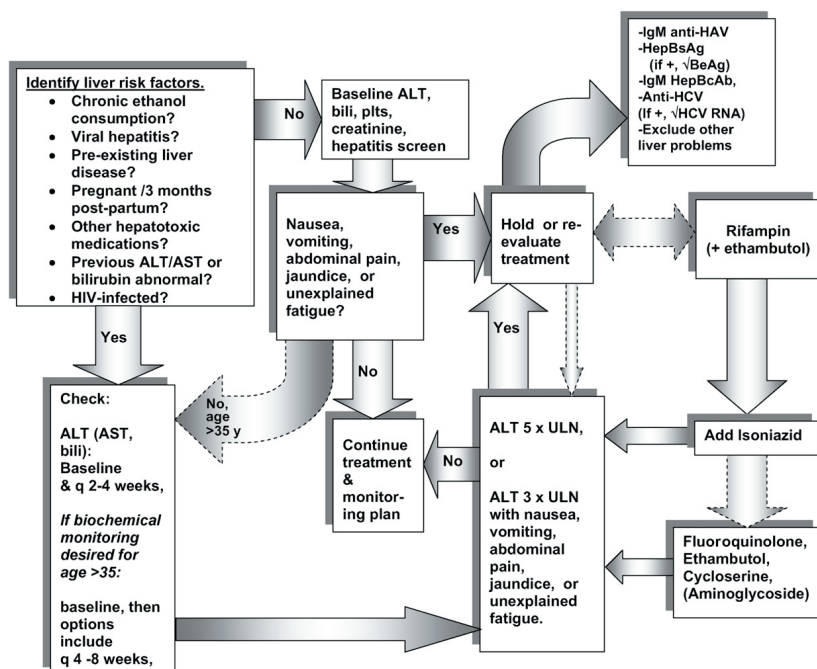 Identify liver risk factors.
• Chronic ethanol
consumption?
• Viral hepatitis?
• Pre-existing liver
disease?
• Pregnant /3 months
post-partum?
• Other hepatotoxic
medications?
• Previous ALT/AST or
bilirubin abnormal?
• HIV-infected?
No
Baseline ALT,
bili, plts,
creatinine,
hepatitis screen
-IgM anti-HAV
-HepBsAg
(if +, √BeAg)
-IgM HepBcAb,
-Anti-HCV
(If +, √HCV RNA)
-Exclude other
liver problems
Nausea,
vomiting,
abdominal pain,
jaundice, or
unexplained
fatigue?
Yes
Hold or re-
evaluate
treatment
Rifampin
(+ ethambutol)
Yes
No,
age
>35 y
No
Yes
Check:
ALT (AST,
bili):
Baseline
& q 2-4 weeks,
If biochemical
monitoring
desired for
age >35:
baseline, then
options
include
q 4 -8 weeks,
Continue
treatment
& monitor-
ing plan
No
ALT 5 x ULN,
or
ALT 3 x ULN
with nausea,
vomiting,
abdominal
pain,
jaundice, or
unexplained
fatigue.
Add Isoniazid
Fluoroquinolone,
Ethambutol,
Cycloserine,
(Aminoglycoside)